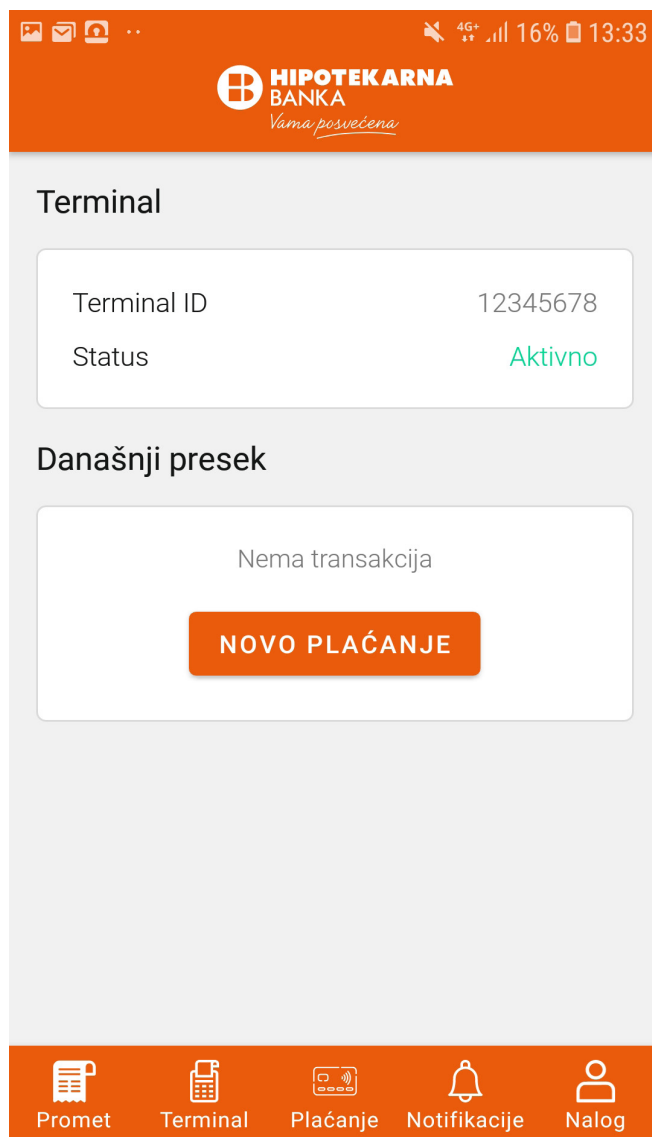 4G+ 16% 13:33
HIPOTEKARNA
BANKA
Vama posvećena
Terminal
Terminal ID 12345678
Status Aktivno
Današnji presek
Nema transakcija
NOVO PLAĆANJE
Promet Terminal Plaćanje Notifikacije Nalog